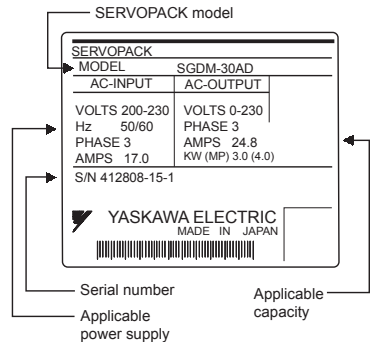 SERVOPACK model
SERVOPACK
MODEL SGDM-30AD
AC-INPUT AC-OUTPUT
VOLTS 200-230 VOLTS 0-230
Hz 50/60 PHASE 3
PHASE 3 AMPS 24.8
AMPS 17.0 KW (MP) 3.0 (4.0)
S/N 412808-15-1
YASKAWA ELECTRIC
MADE IN JAPAN
Serial number
Applicable
power supply
Applicable
capacity